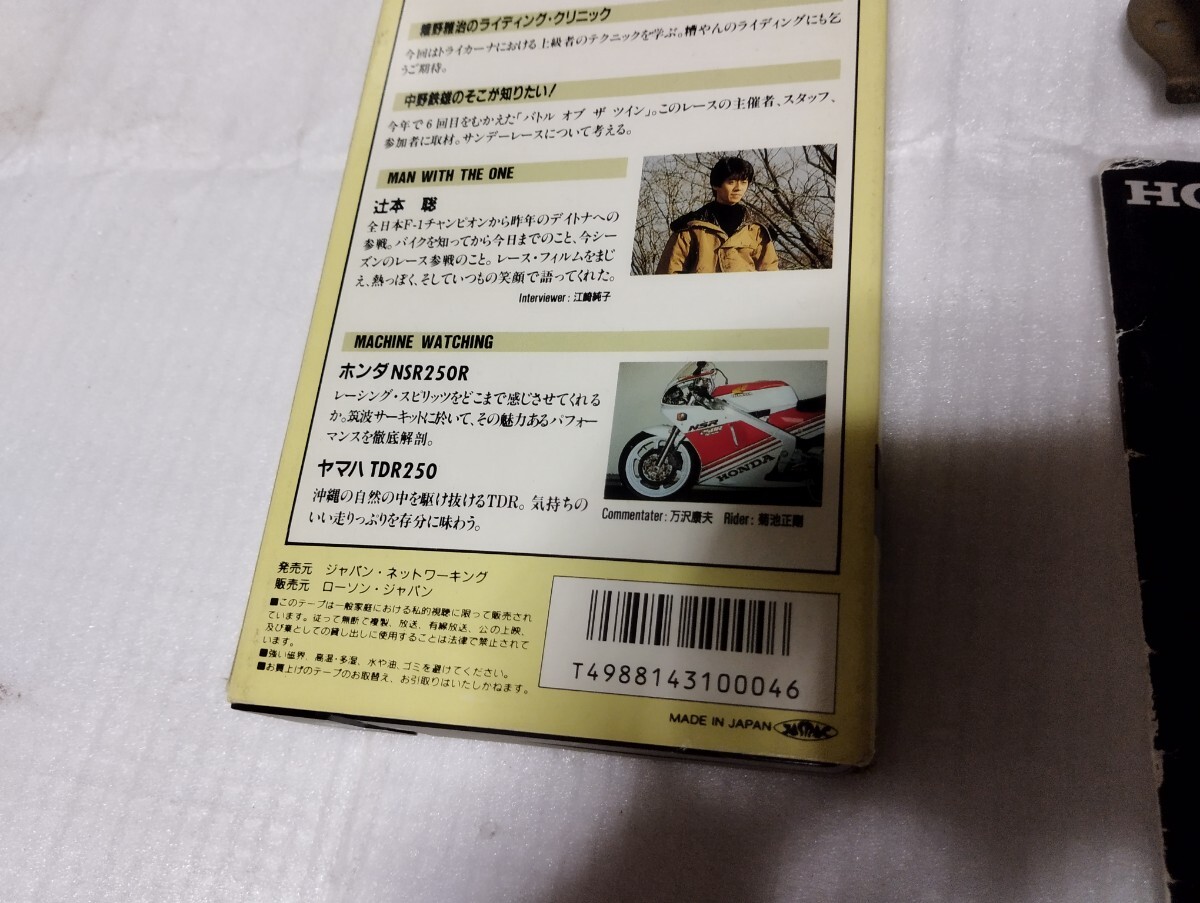 糟野雅治のライディング・クリニック
今回はトライカーナにおける上級者のテクニックを学ぶ。糟やんのライディングにも乞
うご期待。
中野鉄雄のそこが知りたい!
今年で6回目をむかえた「バトル オブ ザ ツイン」。このレースの主催者、スタッフ、
参加者に取材。サンデーレースについて考える。
MAN WITH THE ONE
辻本 聡
全日本F-1チャンピオンから昨年のデイトナへの
参戦。バイクを知ってから今日までのこと、今シー
ズンのレース参戦のこと。レース・フィルムをまじ
え、熱っぽく、そしていつもの笑顔で語ってくれた。
Interviewer: 江崎純子
MACHINE WATCHING
ホンダNSR250R
レーシング・スピリッツをどこまで感じさせてくれる
か。筑波サーキットに於いて、その魅力あるパフォー
マンスを徹底解剖。
ヤマハTDR250
沖縄の自然の中を駆け抜けるTDR。気持ちの
いい走りっぷりを存分に味わう。
NSR
HONDA
Commentater: 万沢康夫 Rider: 菊池正剛
発売元 ジャパン・ネットワーキング
販売元 ローソン・ジャパン
■このテープは一般家庭における私的視聴に限って販売され
ています。従って無断で複製、放送、有線放送、公の上映、
及び業としての貸し出しに使用することは法律で禁止されて
います。
■強い磁界、高温・多湿、水や油、ゴミを避けてください。
■お買上げのテープのお取替え、お引取りはいたしかねます。
T4988143100046
MADE IN JAPAN
HO